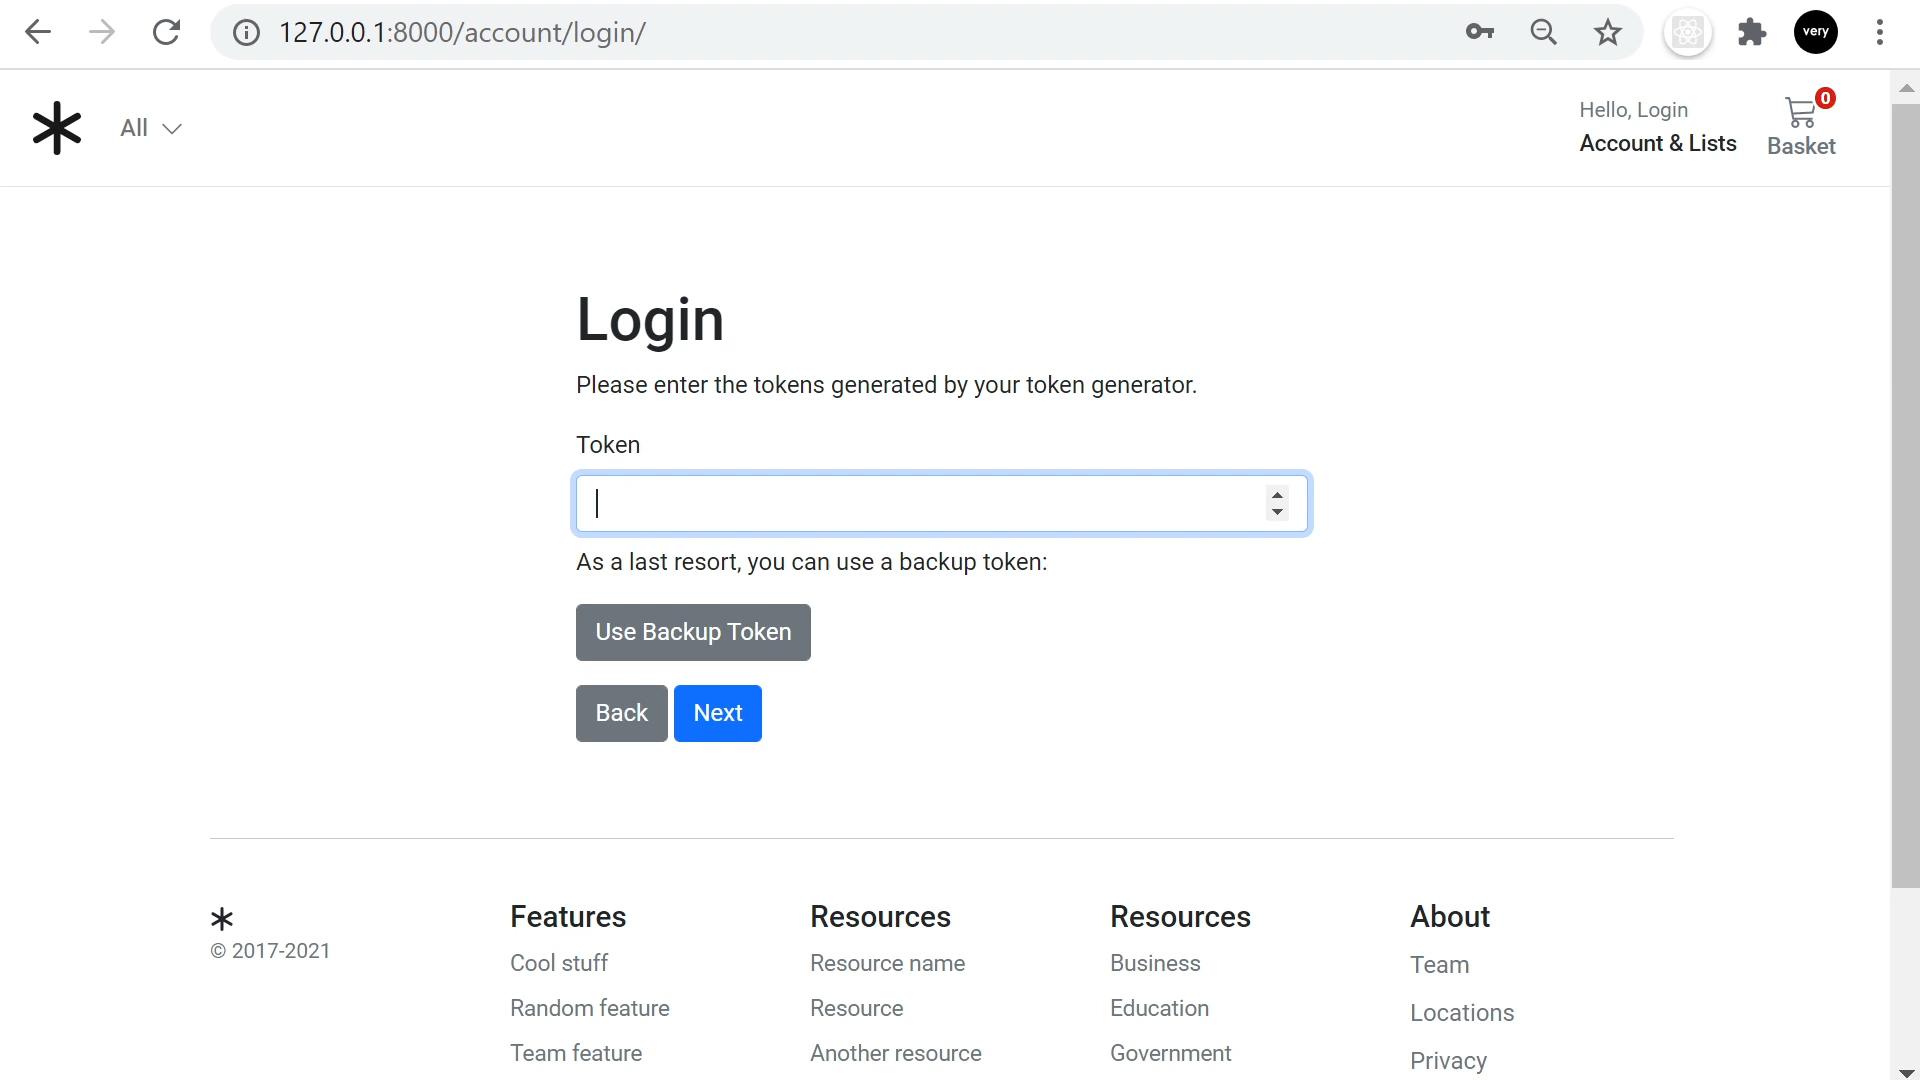 127.0.0.1:8000/account/login/
very
All
Hello, Login
Account & Lists
0
Basket
Login
Please enter the tokens generated by your token generator.
Token
As a last resort, you can use a backup token:
Use Backup Token
Back
Next
© 2017-2021
Features
Cool stuff
Random feature
Team feature
Resources
Resource name
Resource
Another resource
Resources
Business
Education
Government
About
Team
Locations
Privacy